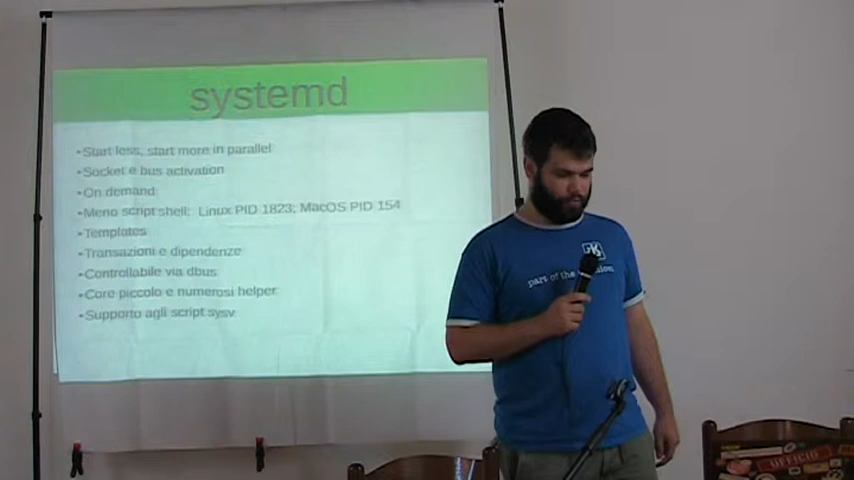 systemd
•Start less, start more in parallel
•Socket e bus activation
•On demand
•Meno script shell: Linux PID 1823; MacOS PID 154
•Templates
•Transazioni e dipendenze
•Controllabile via dbus
•Core piccolo e numerosi helper
•Supporto agli script sysv
part of the
UFFICIO